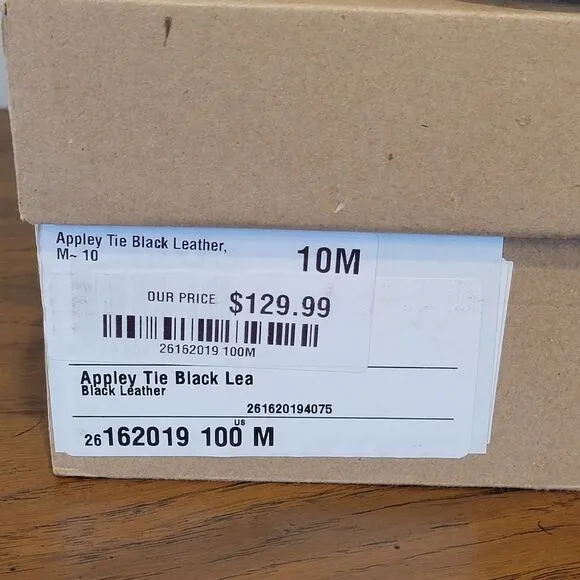 Appley Tie Black Leather,
M~ 10
10M
OUR PRICE $129.99
26162019 100M
Appley Tie Black Lea
Black Leather
261620194075
US
26162019 100 M